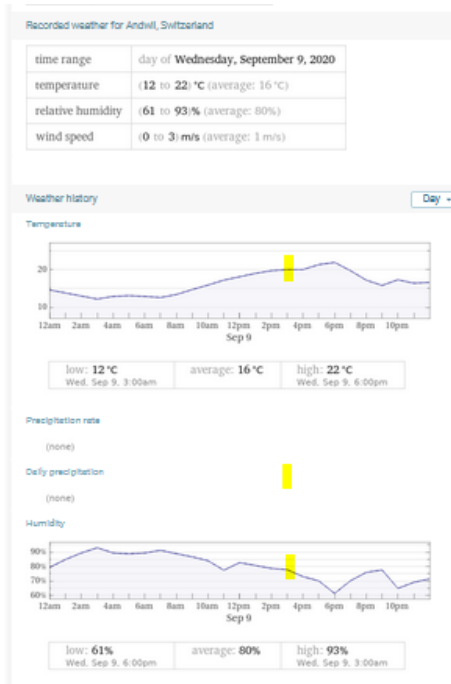 Recorded weather for Andwil, Switzerland
time range day of Wednesday, September 9, 2020
temperature (12 to 22) °C (average: 16 °C)
relative humidity (61 to 93)% (average: 80%)
wind speed (0 to 3) m/s (average: 1 m/s)
Weather history Day
Temperature
20
10
12am 2am 4am 6am 8am 10am 12pm 2pm 4pm 6pm 8pm 10pm
Sep 9
low: 12 °C average: 16 °C high: 22 °C
Wed, Sep 9, 3:00am Wed, Sep 9, 6:00pm
Precipitation rate
(none)
Daily precipitation
(none)
Humidity
90%
80%
70%
60%
12am 2am 4am 6am 8am 10am 12pm 2pm 4pm 6pm 8pm 10pm
Sep 9
low: 61% average: 80% high: 93%
Wed, Sep 9, 6:00pm Wed, Sep 9, 3:00am